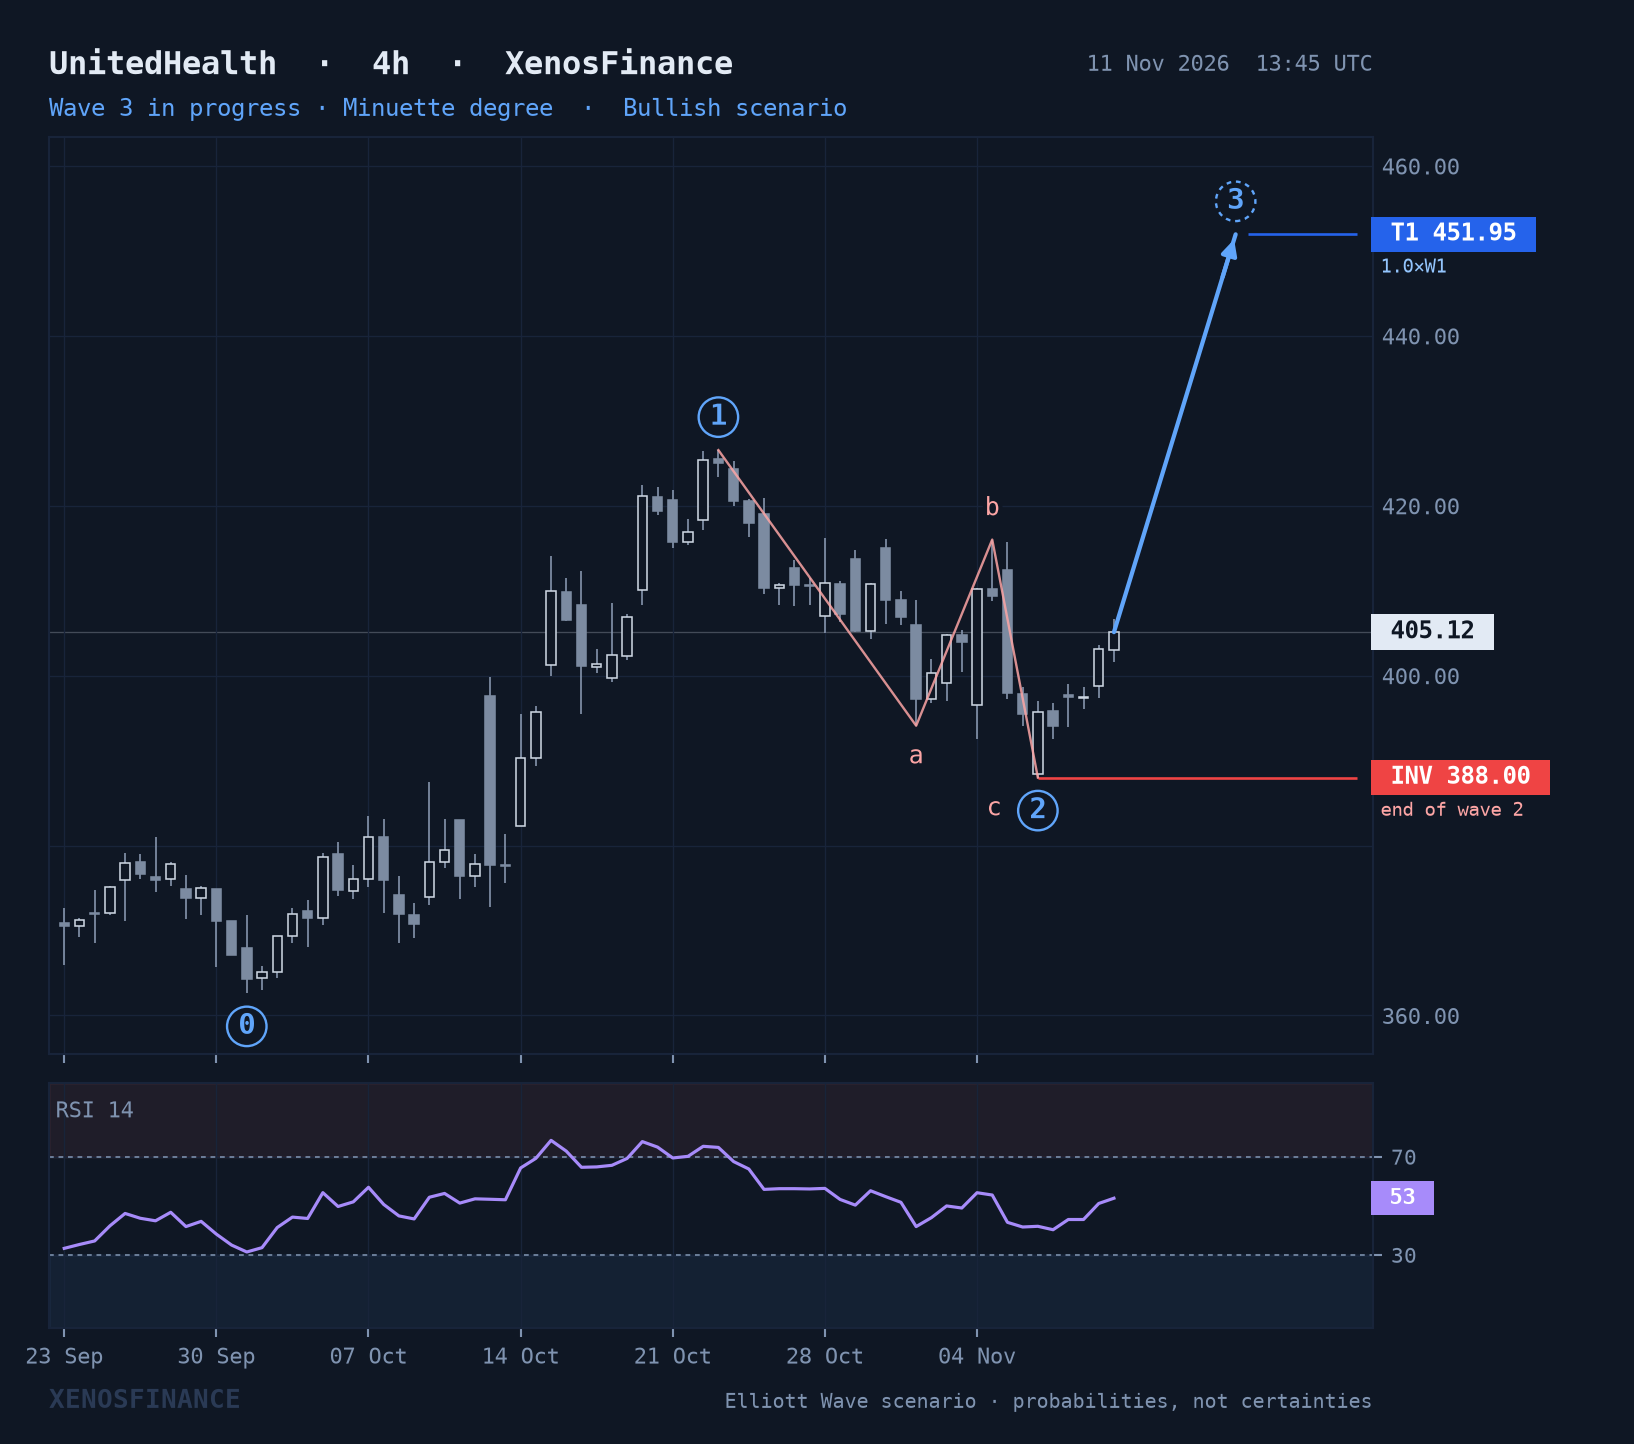 UnitedHealth · 4h · XenosFinance
11 Nov 2026 13:45 UTC
Wave 3 in progress · Minuette degree · Bullish scenario
460.00
3
T1 451.95
1.0×W1
440.00
1
420.00
b
405.12
400.00
a
INV 388.00
c
2
end of wave 2
360.00
0
RSI 14
70
53
30
23 Sep
30 Sep
07 Oct
14 Oct
21 Oct
28 Oct
04 Nov
XENOSFINANCE
Elliott Wave scenario · probabilities, not certainties